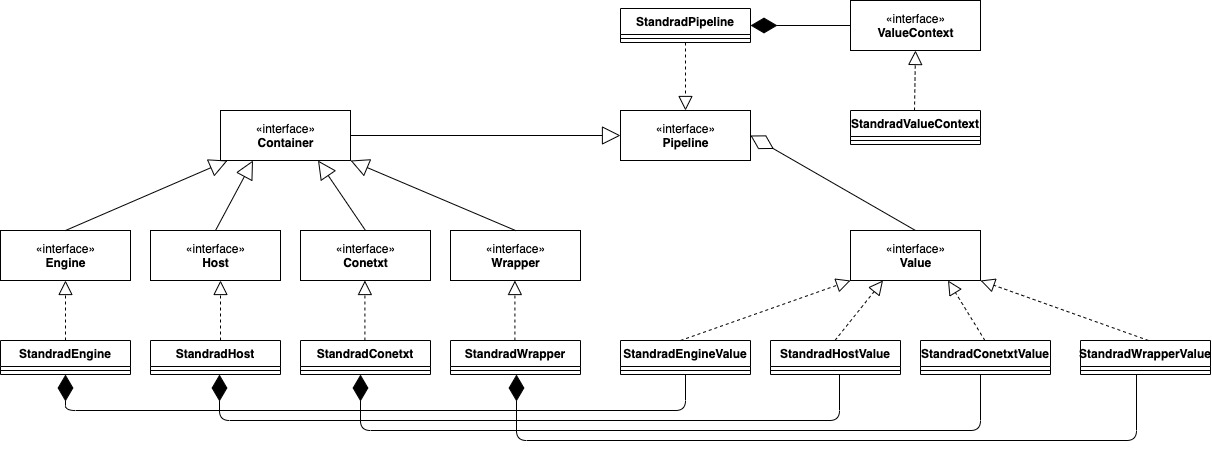 StandradPipeline
«interface»
ValueContext
«interface»
Container
«interface»
Pipeline
StandradValueContext
«interface»
Engine
«interface»
Host
«interface»
Conetxt
«interface»
Wrapper
«interface»
Value
StandradEngine
StandradHost
StandradConetxt
StandradWrapper
StandradEngineValue
StandradHostValue
StandradConetxtValue
StandradWrapperValue